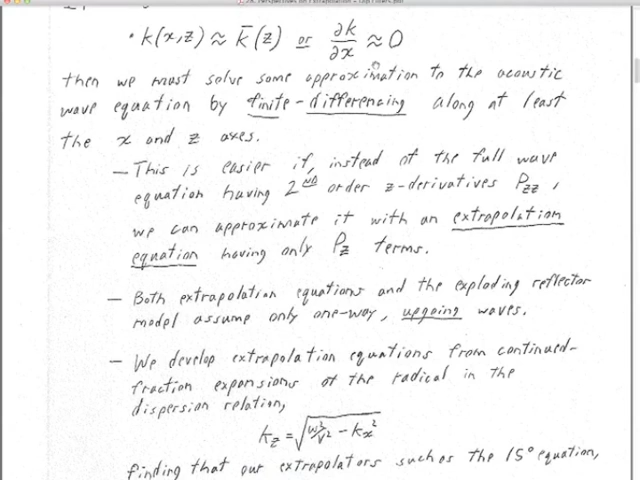 • k(x,z) ≈ k̄(z) or ∂k/∂x ≈ 0
then we must solve some approximation to the acoustic
wave equation by finite-differencing along at least
the x and z axes.
— This is easier if, instead of the full wave
equation having 2ND order z-derivatives Pzz,
we can approximate it with an extrapolation
equation having only Pz terms.
— Both extrapolation equations and the exploding reflector
model assume only one-way, upgoing waves.
— We develop extrapolation equations from continued-
fraction expansions of the radical in the
dispersion relation,
kz = √(ω²/v² − kx²)
finding that our extrapolators such as the 15° equation,